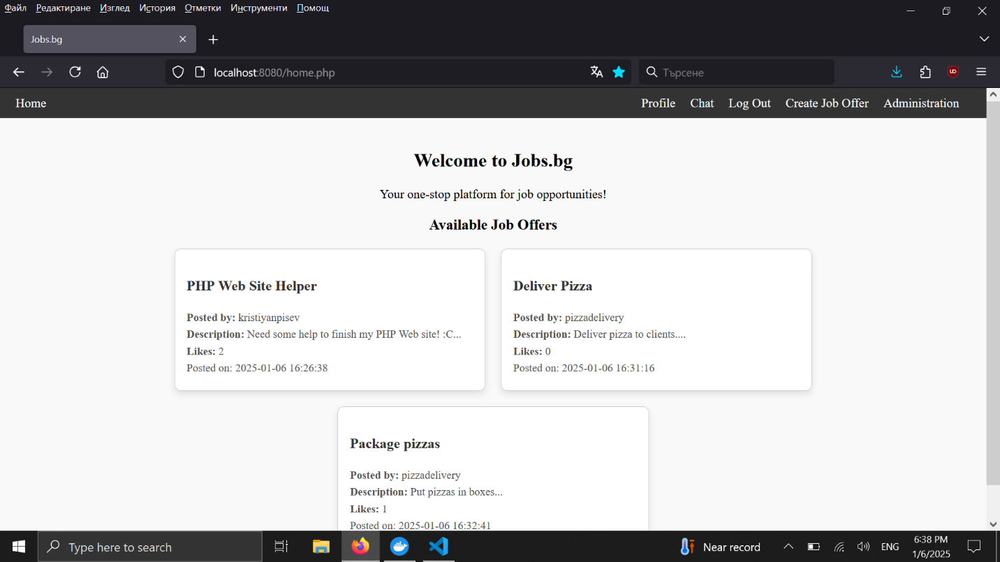 Файл Редактиране Изглед История Отметки Инструменти Помощ
Jobs.bg
localhost:8080/home.php
Търсене
Home
Profile Chat Log Out Create Job Offer Administration
Welcome to Jobs.bg
Your one-stop platform for job opportunities!
Available Job Offers
PHP Web Site Helper
Posted by: kristiyanpisev
Description: Need some help to finish my PHP Web site! :C...
Likes: 2
Posted on: 2025-01-06 16:26:38
Deliver Pizza
Posted by: pizzadelivery
Description: Deliver pizza to clients....
Likes: 0
Posted on: 2025-01-06 16:31:16
Package pizzas
Posted by: pizzadelivery
Description: Put pizzas in boxes...
Likes: 1
Posted on: 2025-01-06 16:32:41
Type here to search
Near record
ENG
6:38 PM
1/6/2025